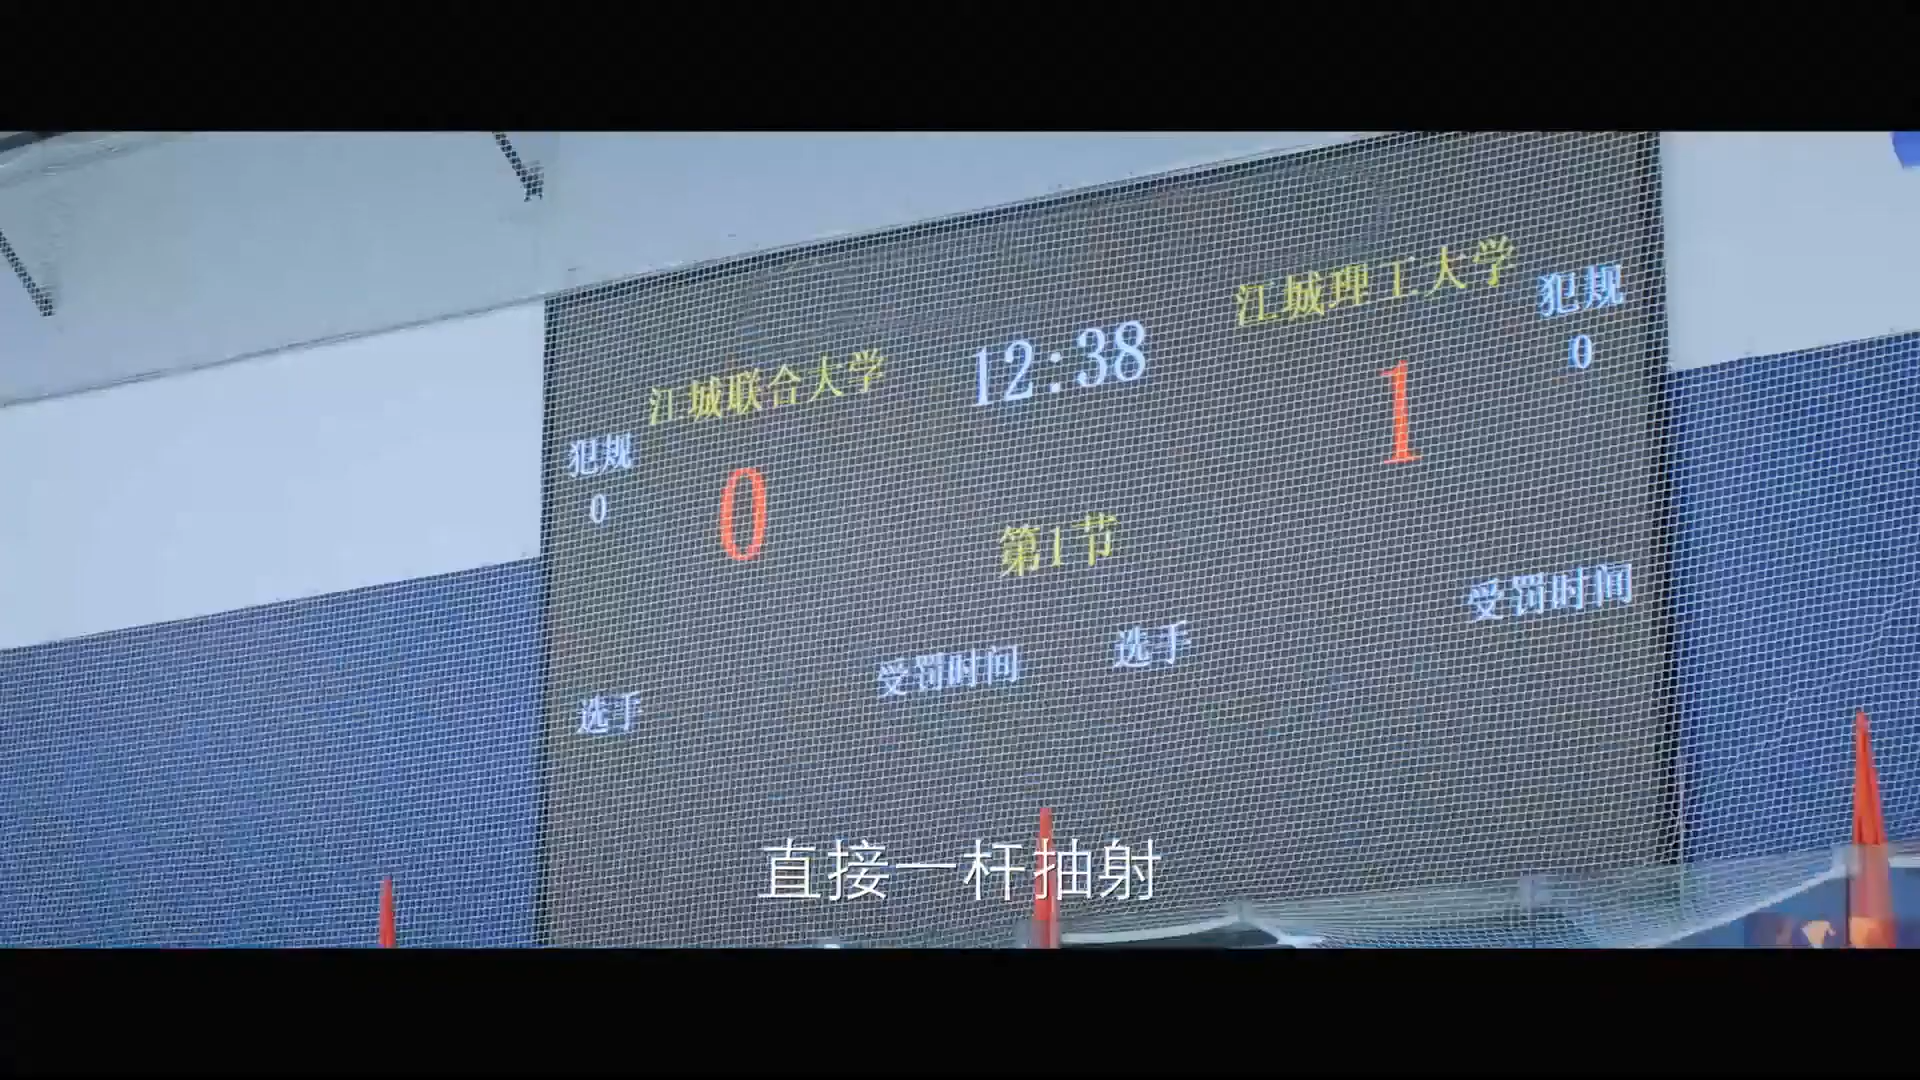 江城联合大学
12:38
江城理工大学
犯规
0
犯规
0
0
1
第1节
选手
受罚时间
选手
受罚时间
直接一杆抽射